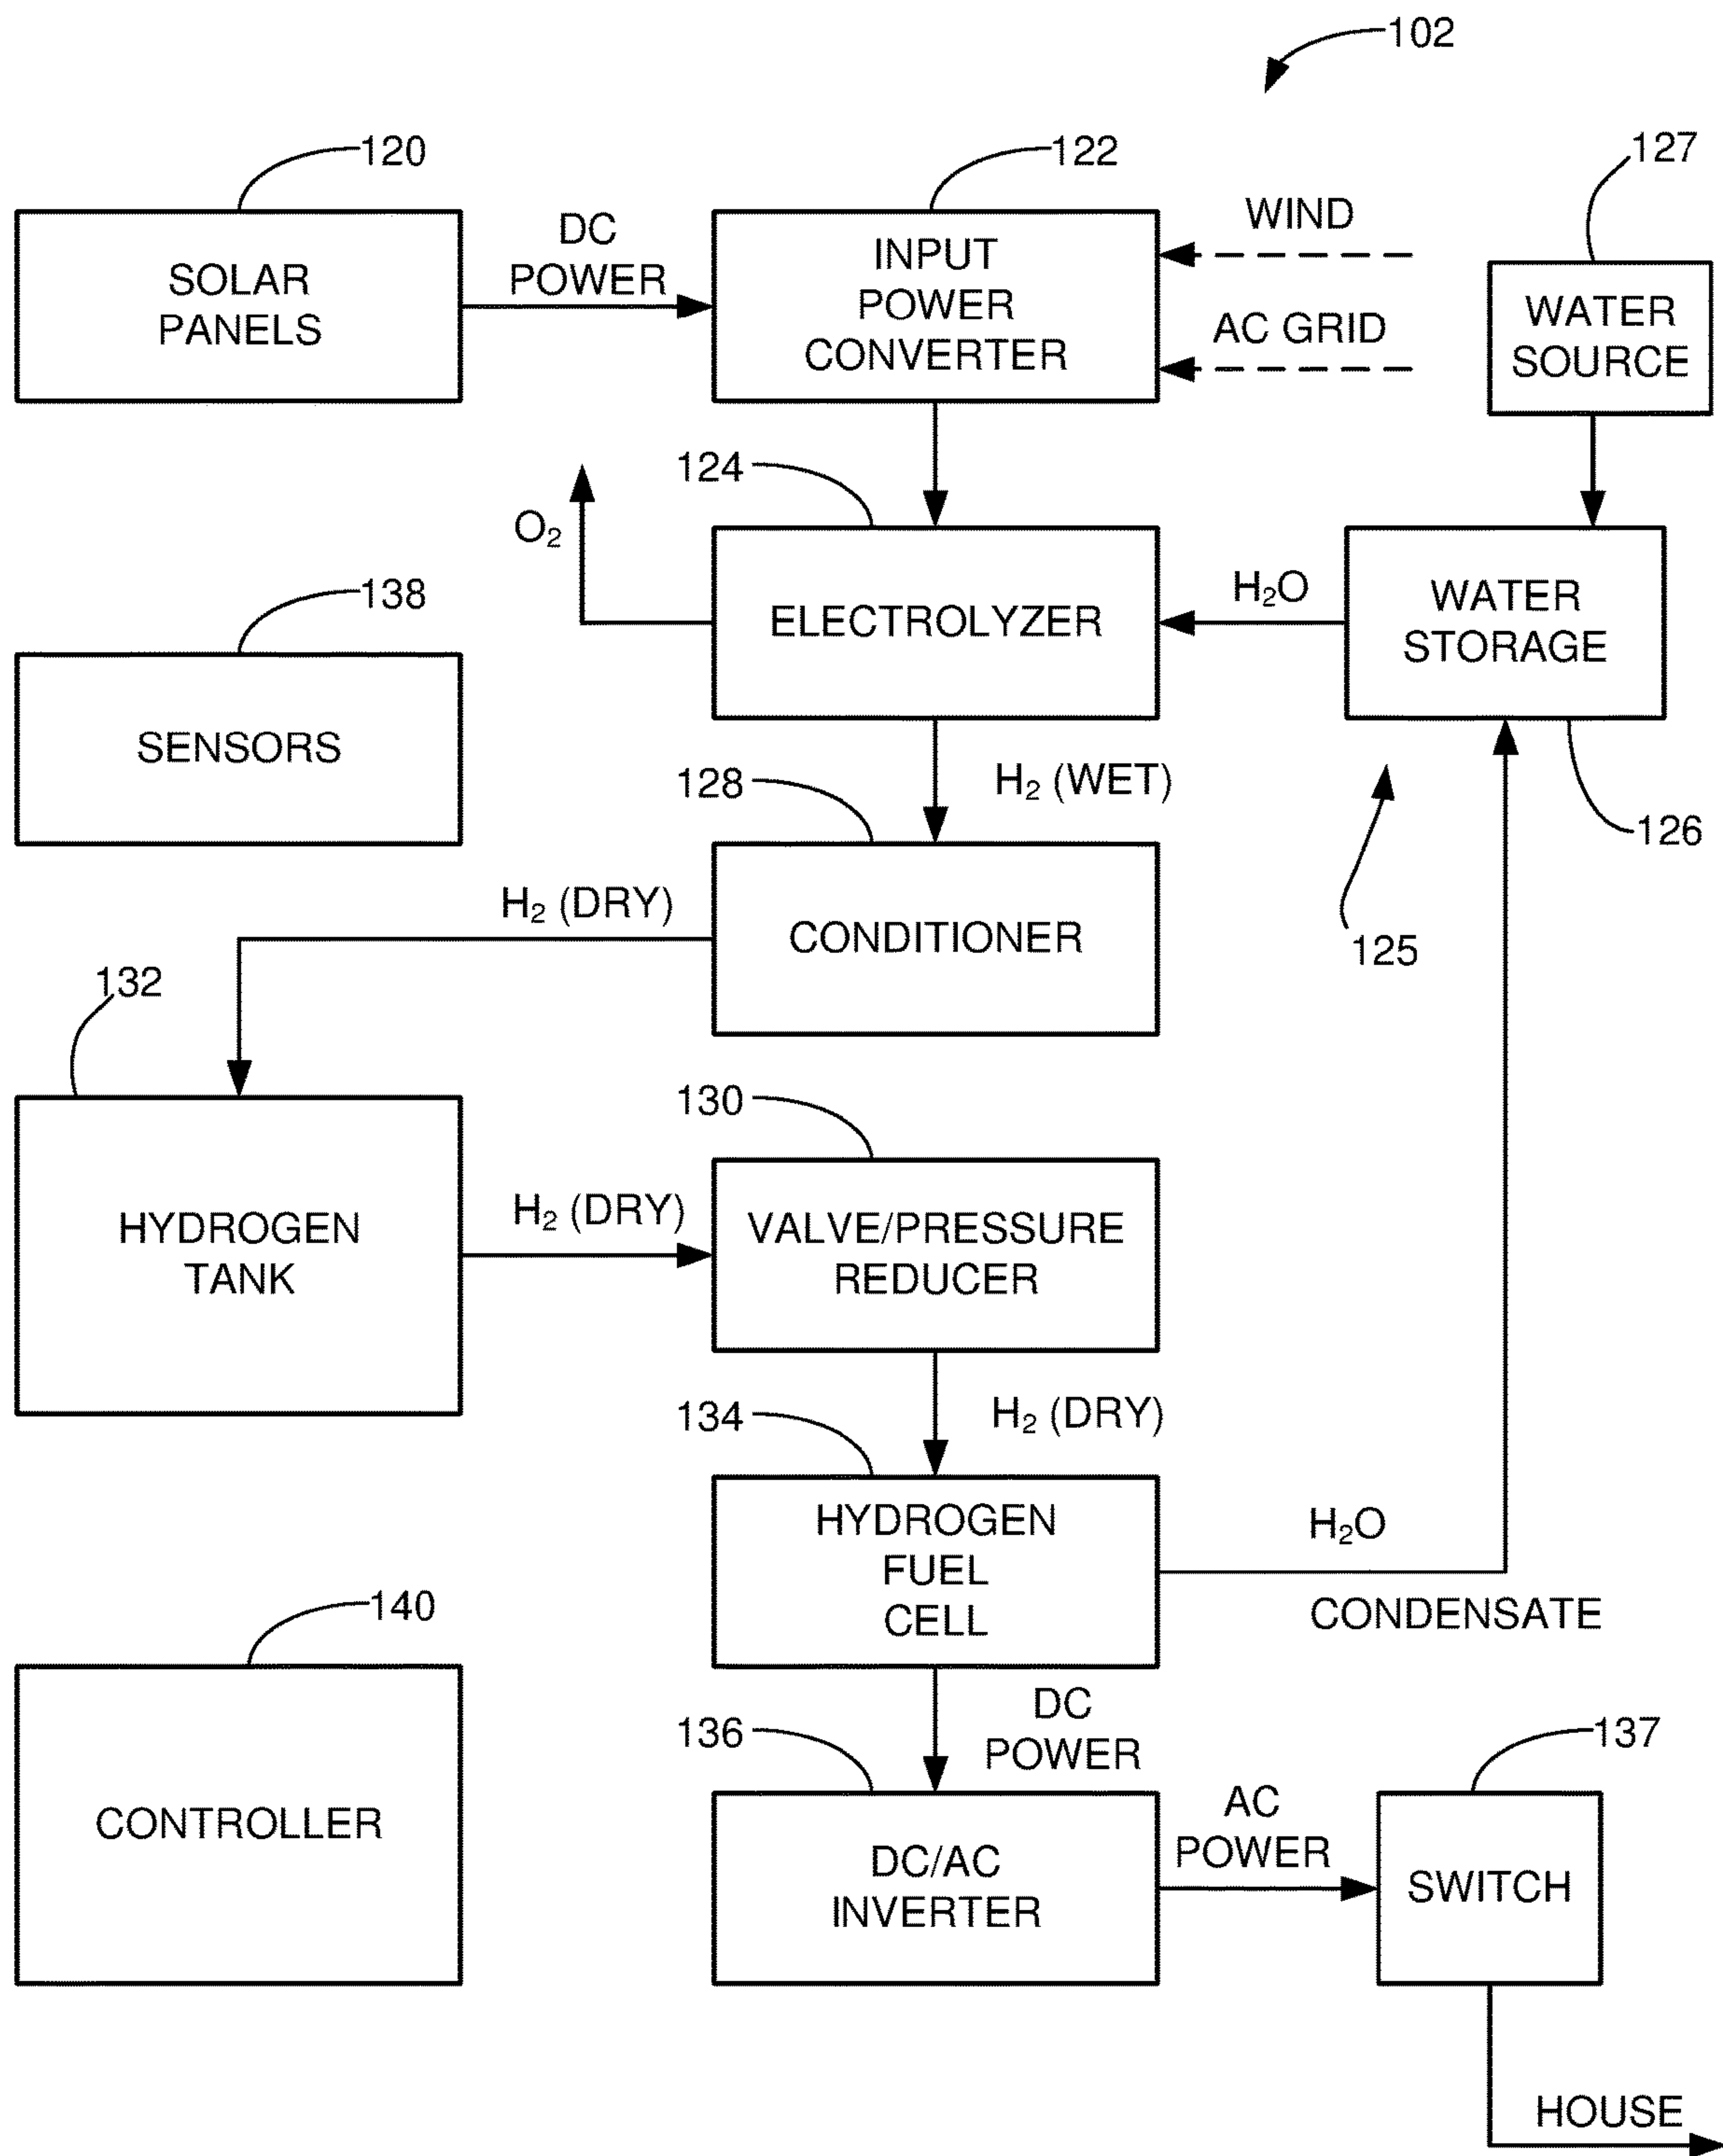 102
120
122
127
DC
POWER
WIND
SOLAR
PANELS
INPUT
POWER
CONVERTER
AC GRID
WATER
SOURCE
124
O₂
138
ELECTROLYZER
H₂O
WATER
STORAGE
SENSORS
128
H₂ (WET)
126
H₂ (DRY)
CONDITIONER
125
132
130
HYDROGEN
TANK
H₂ (DRY)
VALVE/PRESSURE
REDUCER
134
H₂ (DRY)
HYDROGEN
FUEL
CELL
H₂O
CONDENSATE
140
136
DC
POWER
137
CONTROLLER
DC/AC
INVERTER
AC
POWER
SWITCH
HOUSE